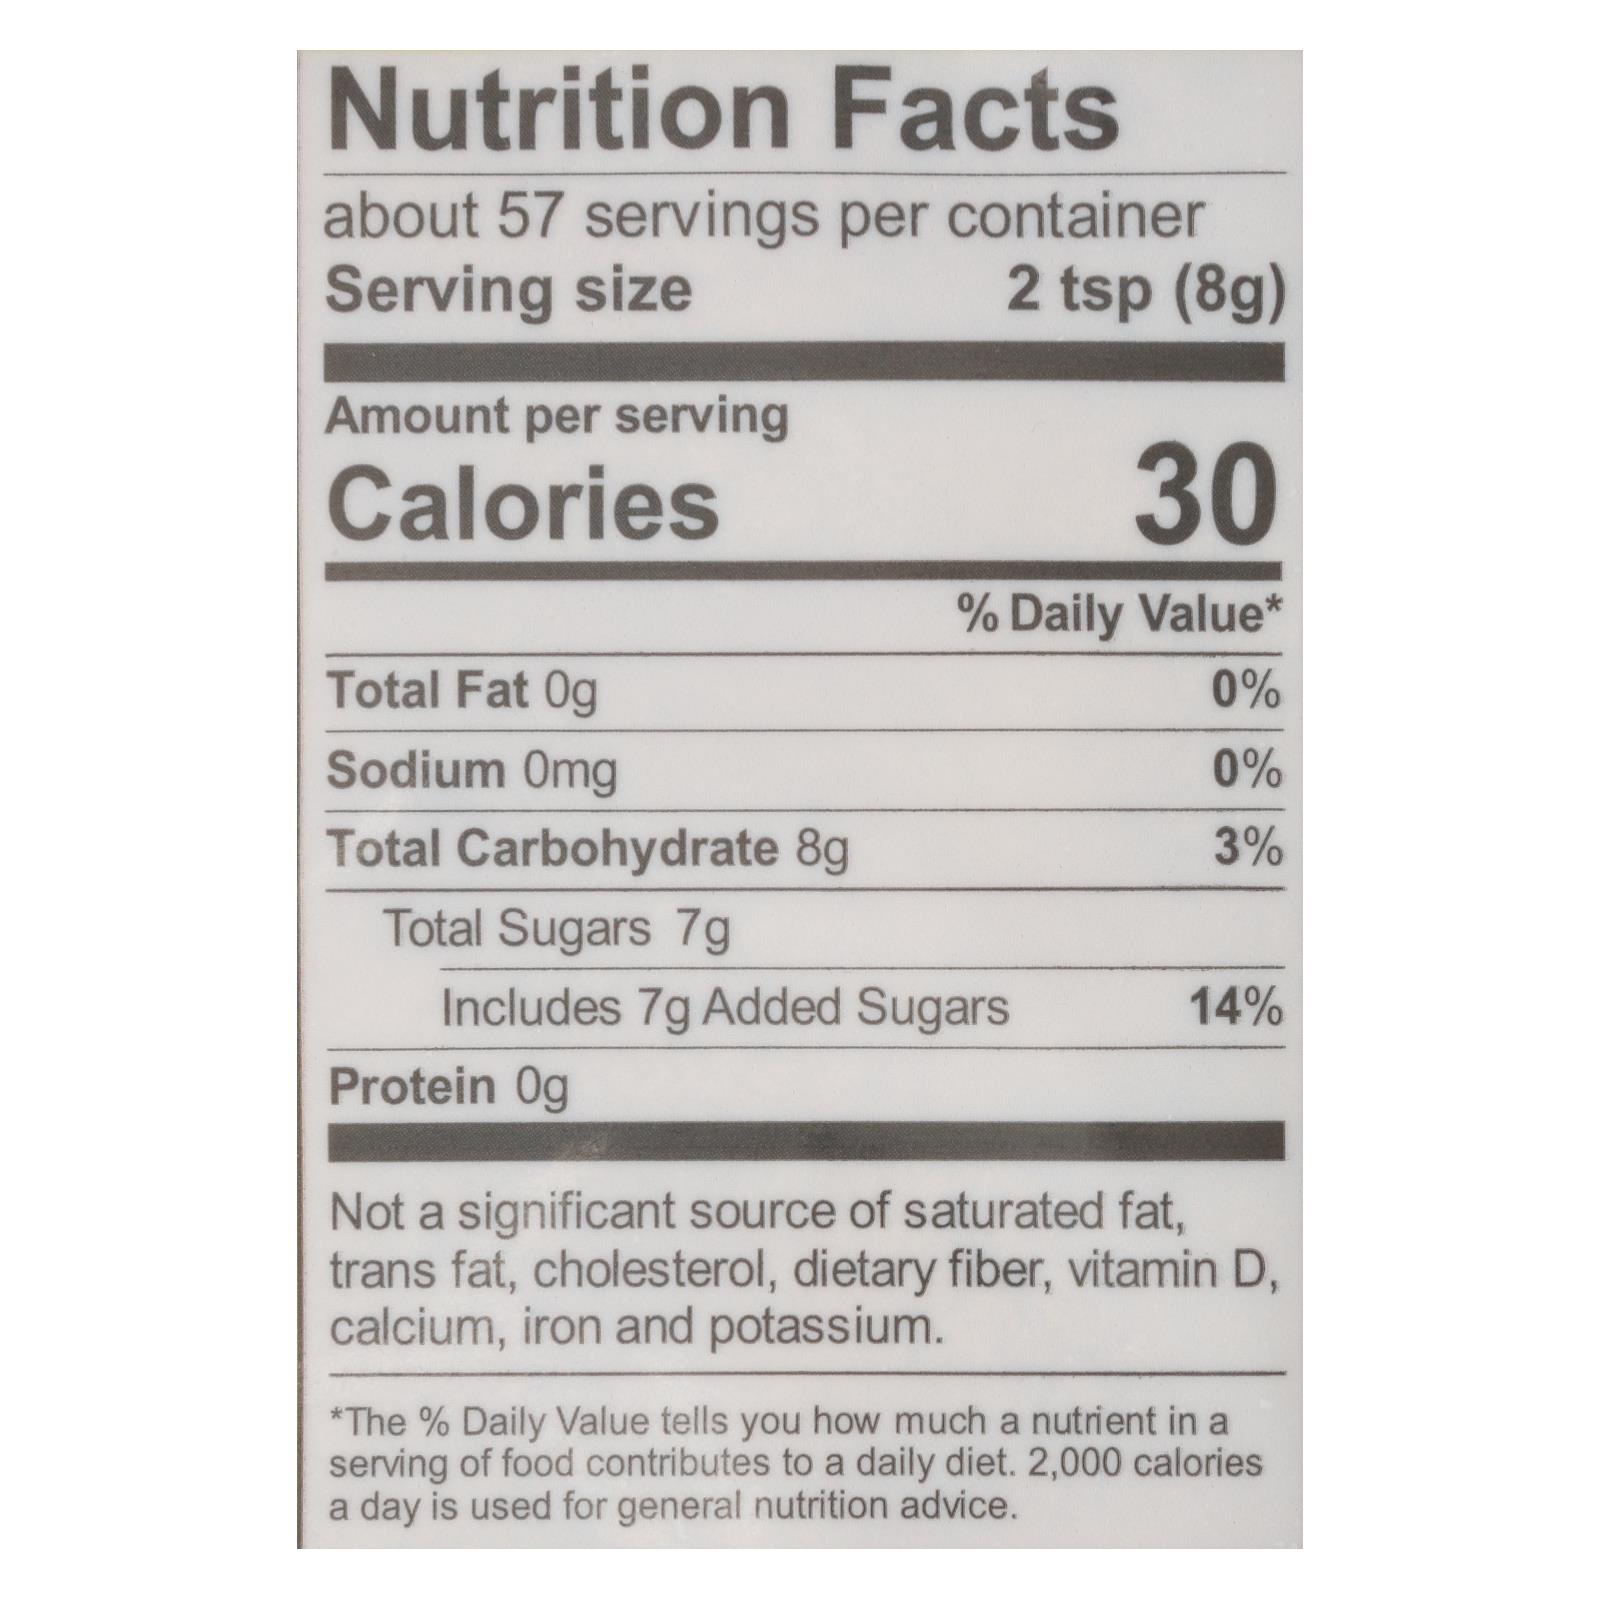 Nutrition Facts
about 57 servings per container
Serving size 2 tsp (8g)
Amount per serving
Calories 30
% Daily Value*
Total Fat 0g 0%
Sodium 0mg 0%
Total Carbohydrate 8g 3%
Total Sugars 7g
Includes 7g Added Sugars 14%
Protein 0g
Not a significant source of saturated fat,
trans fat, cholesterol, dietary fiber, vitamin D,
calcium, iron and potassium.
*The % Daily Value tells you how much a nutrient in a
serving of food contributes to a daily diet. 2,000 calories
a day is used for general nutrition advice.